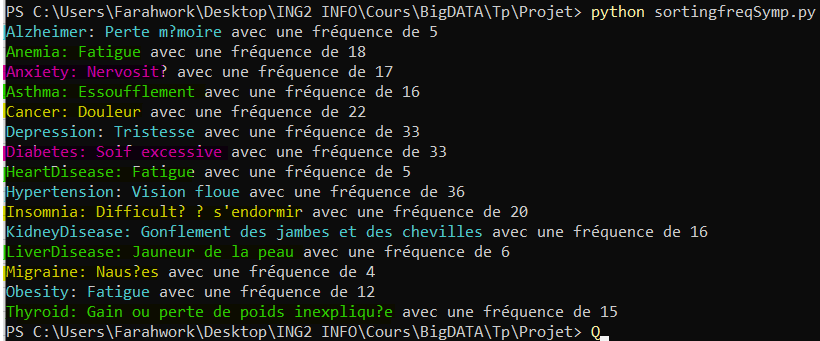 PS C:\Users\Farahwork\Desktop\ING2 INFO\Cours\BigDATA\Tp\Projet> python sortingfreqSymp.py
Alzheimer: Perte m?moire avec une fréquence de 5
Anemia: Fatigue avec une fréquence de 18
Anxiety: Nervosit? avec une fréquence de 17
Asthma: Essoufflement avec une fréquence de 16
Cancer: Douleur avec une fréquence de 22
Depression: Tristesse avec une fréquence de 33
Diabetes: Soif excessive avec une fréquence de 33
HeartDisease: Fatigue avec une fréquence de 5
Hypertension: Vision floue avec une fréquence de 36
Insomnia: Difficult? ? s'endormir avec une fréquence de 20
KidneyDisease: Gonflement des jambes et des chevilles avec une fréquence de 16
LiverDisease: Jauneur de la peau avec une fréquence de 6
Migraine: Naus?es avec une fréquence de 4
Obesity: Fatigue avec une fréquence de 12
Thyroid: Gain ou perte de poids inexpliqu?e avec une fréquence de 15
PS C:\Users\Farahwork\Desktop\ING2 INFO\Cours\BigDATA\Tp\Projet> Q